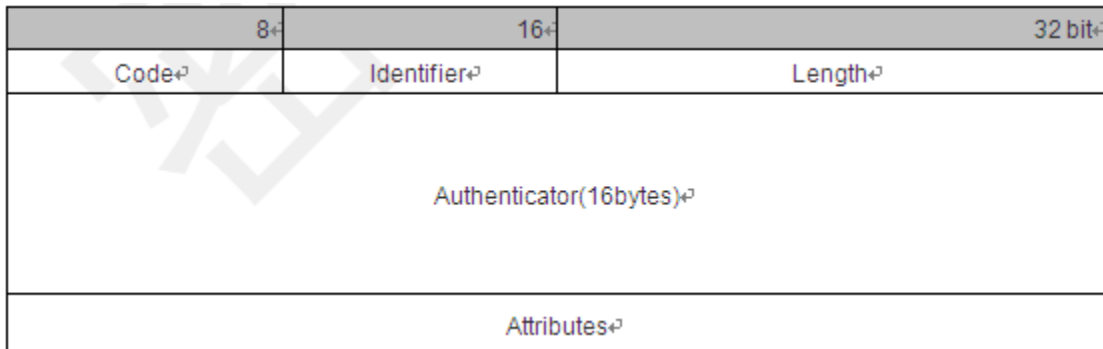 8 16 32 bit
Code Identifier Length
Authenticator(16bytes)
Attributes